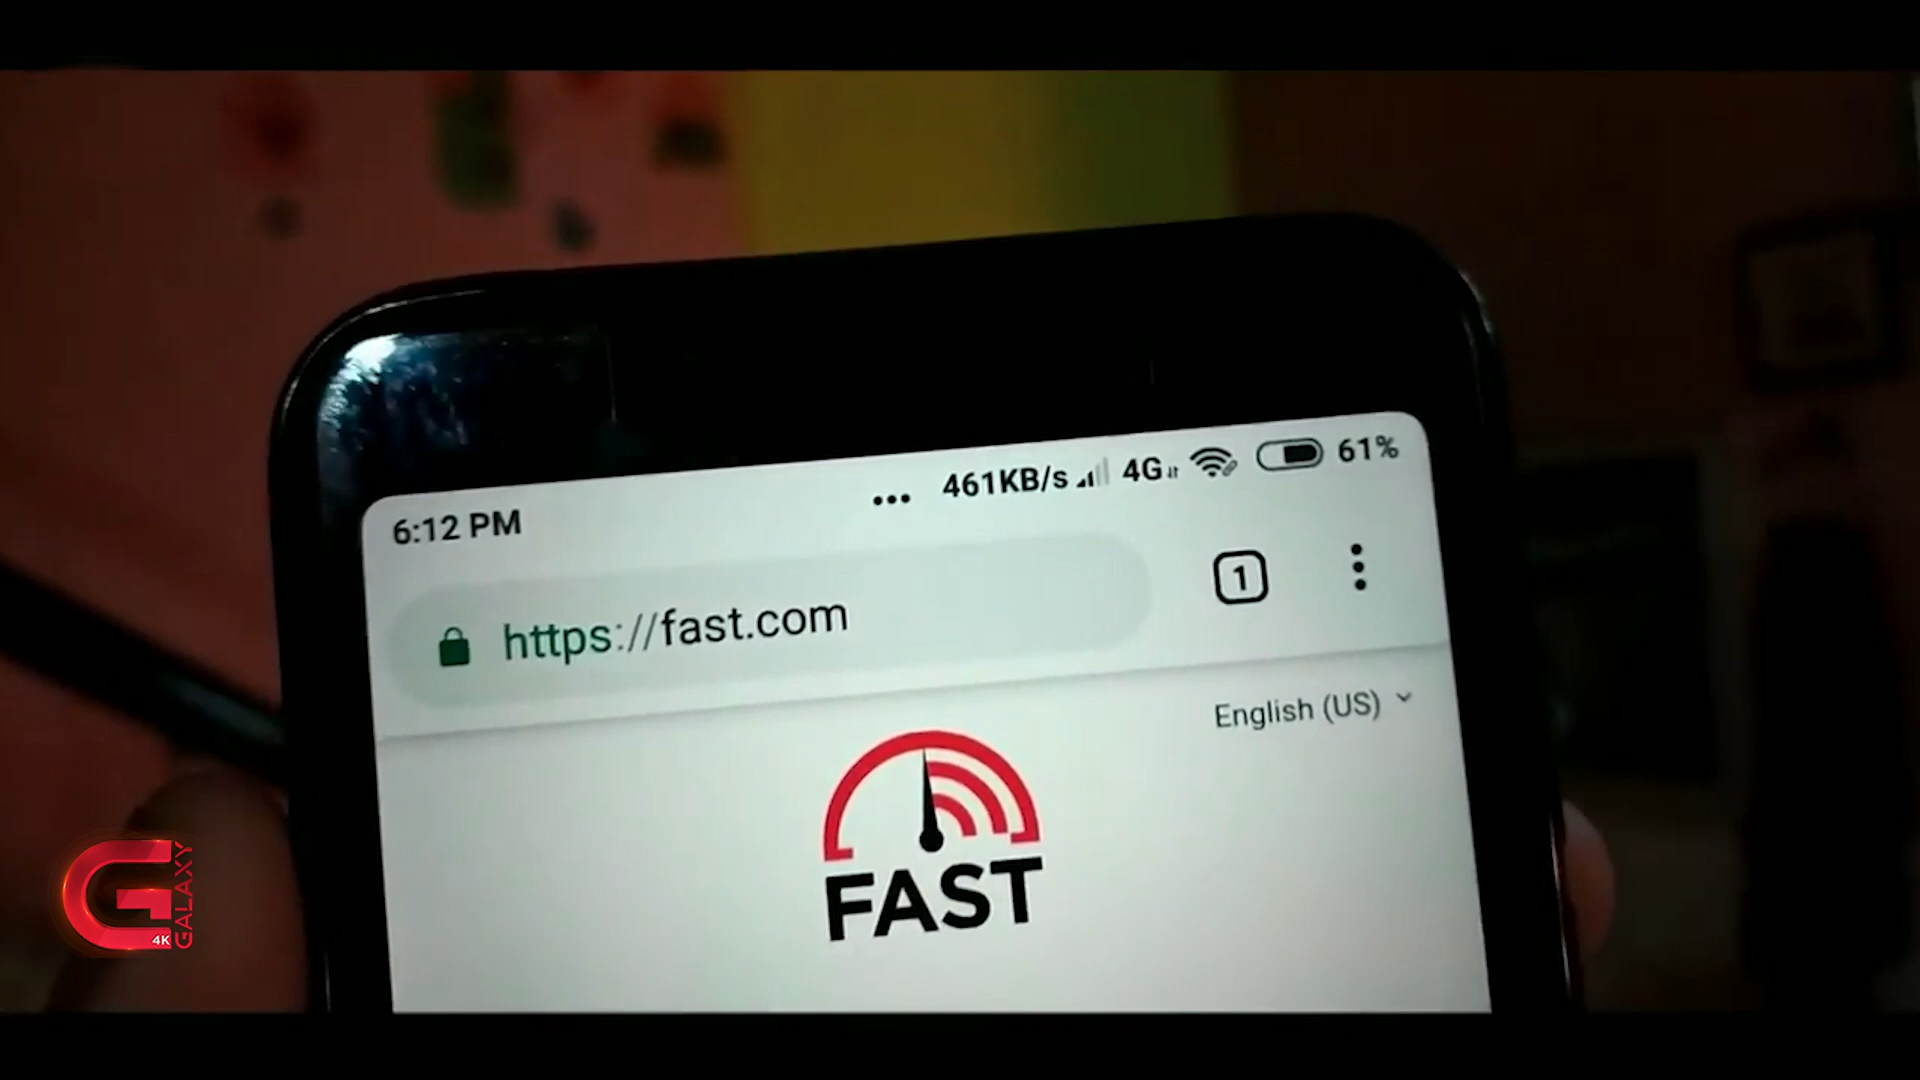 6:12 PM ... 461KB/s 4G 61%
https://fast.com 1
English (US)
FAST
G GALAXY 4K